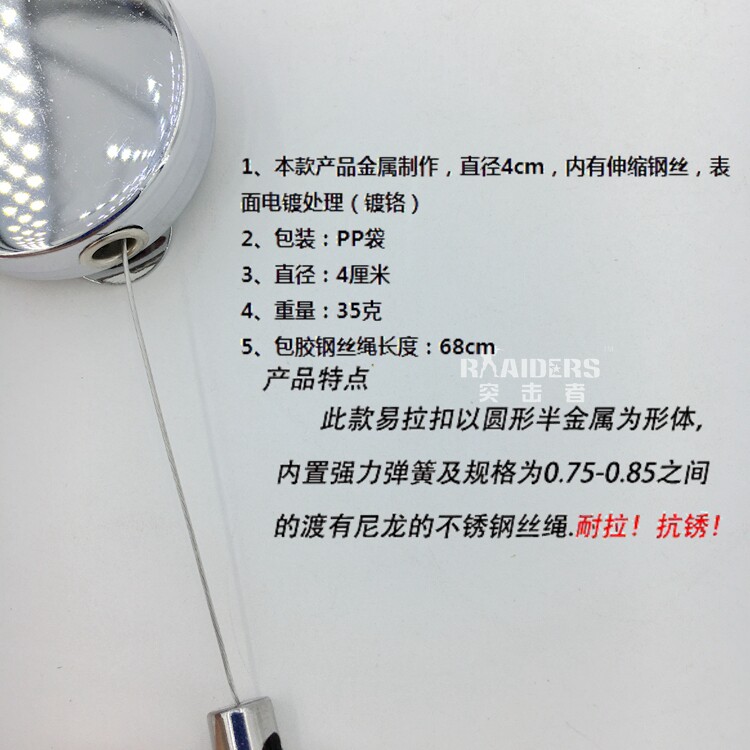 1、本款产品金属制作，直径4cm，内有伸缩钢丝，表
面电镀处理（镀铬）
2、包装：PP袋
3、直径：4厘米
4、重量：35克
5、包胶钢丝绳长度：68cm
RAIDERS
突击者
产品特点
此款易拉扣以圆形半金属为形体,
内置强力弹簧及规格为0.75-0.85之间
的渡有尼龙的不锈钢丝绳.耐拉！抗锈！